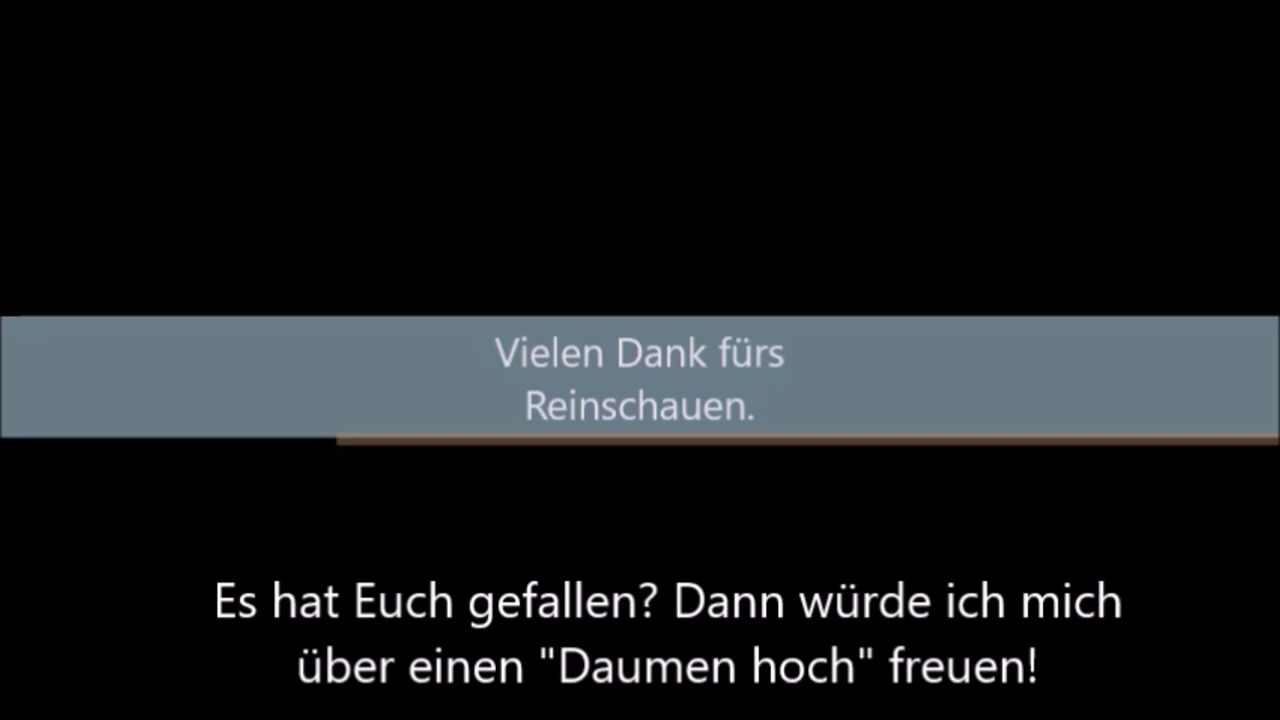 Vielen Dank fürs
Reinschauen.
Es hat Euch gefallen? Dann würde ich mich
über einen "Daumen hoch" freuen!